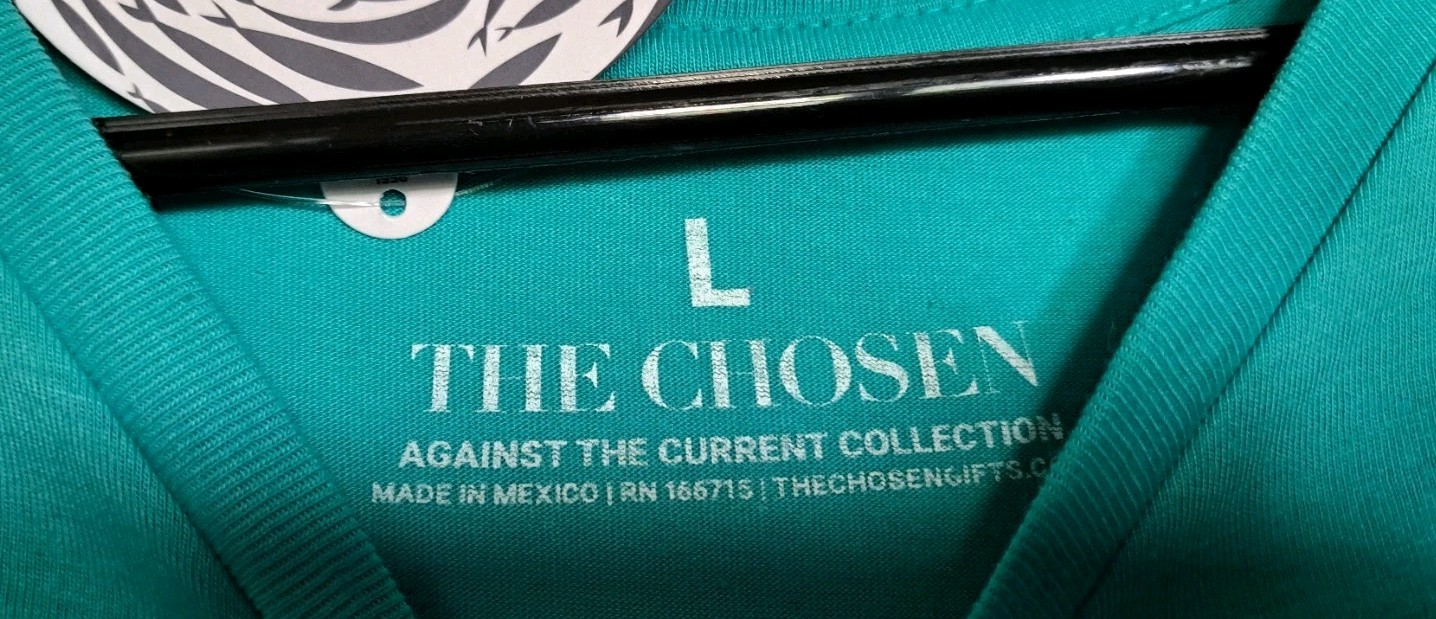 L
THE CHOSEN
AGAINST THE CURRENT COLLECTION
MADE IN MEXICO | RN 166715 | THECHOSENGIFTS.C